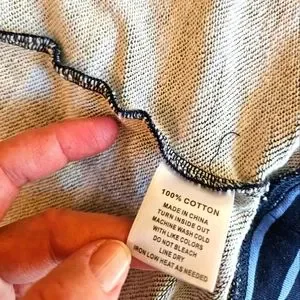 100% COTTON
MADE IN CHINA
TURN INSIDE OUT
MACHINE WASH COLD
WITH LIKE COLORS
DO NOT BLEACH
LINE DRY
IRON LOW HEAT AS NEEDED